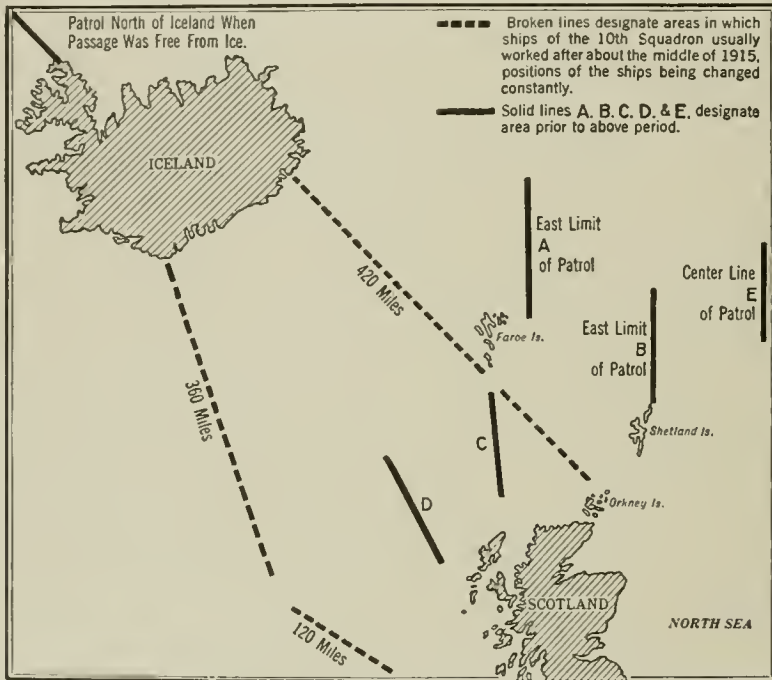 Patrol North of Iceland When
Passage Was Free From Ice.
Broken lines designate areas in which
ships of the 10th Squadron usually
worked after about the middle of 1915,
positions of the ships being changed
constantly.
Solid lines A. B. C. D. & E. designate
area prior to above period.
ICELAND
420 Miles
360 Miles
120 Miles
East Limit
A
of Patrol
Center Line
E
of Patrol
East Limit
B
of Patrol
Faroe Is.
Shetland Is.
C
D
Orkney Is.
SCOTLAND
NORTH SEA